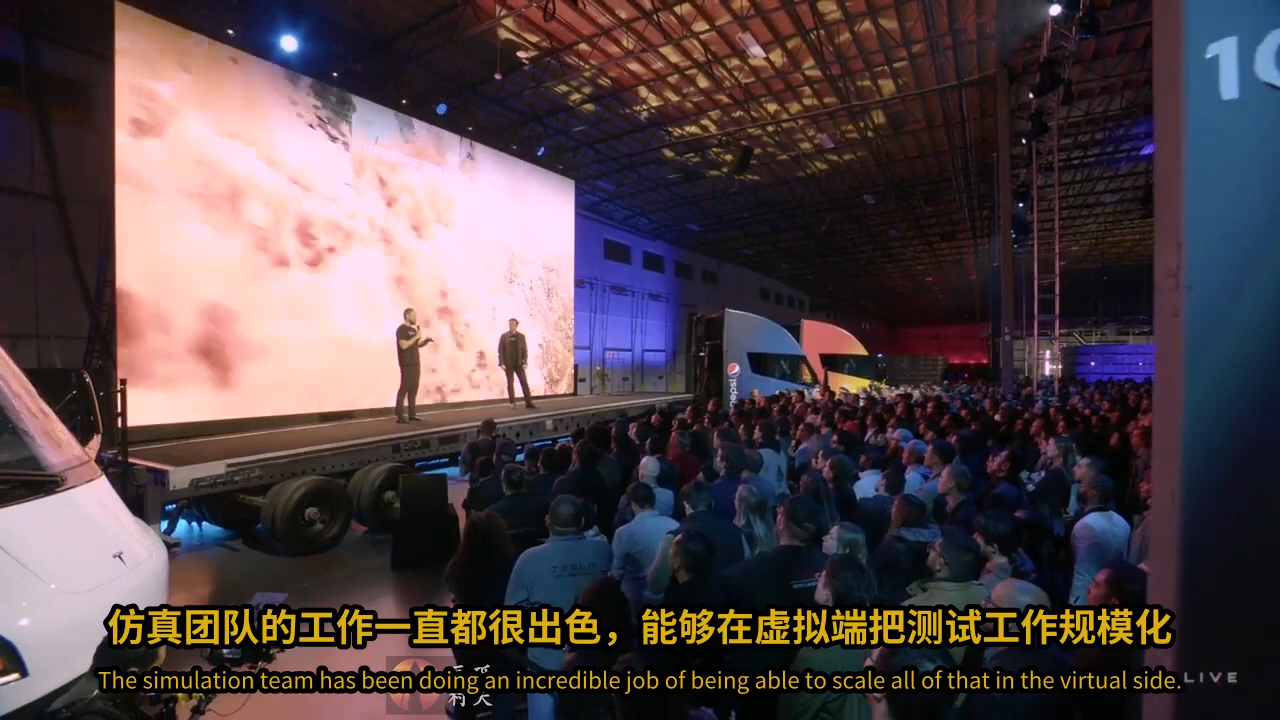 10
pepsi
TESLA
仿真团队的工作一直都很出色，能够在虚拟端把测试工作规模化
The simulation team has been doing an incredible job of being able to scale all of that in the virtual side.
LIVE